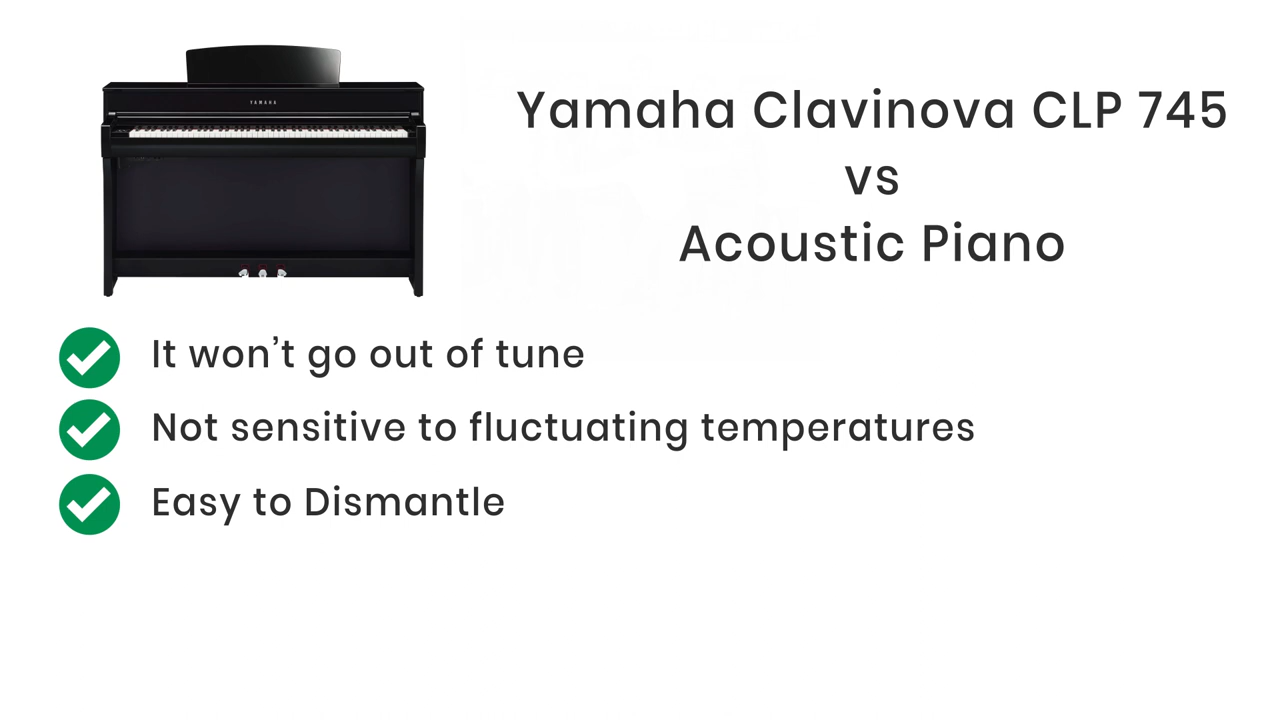 YAMAHA
Yamaha Clavinova CLP 745
vs
Acoustic Piano
It won’t go out of tune
Not sensitive to fluctuating temperatures
Easy to Dismantle